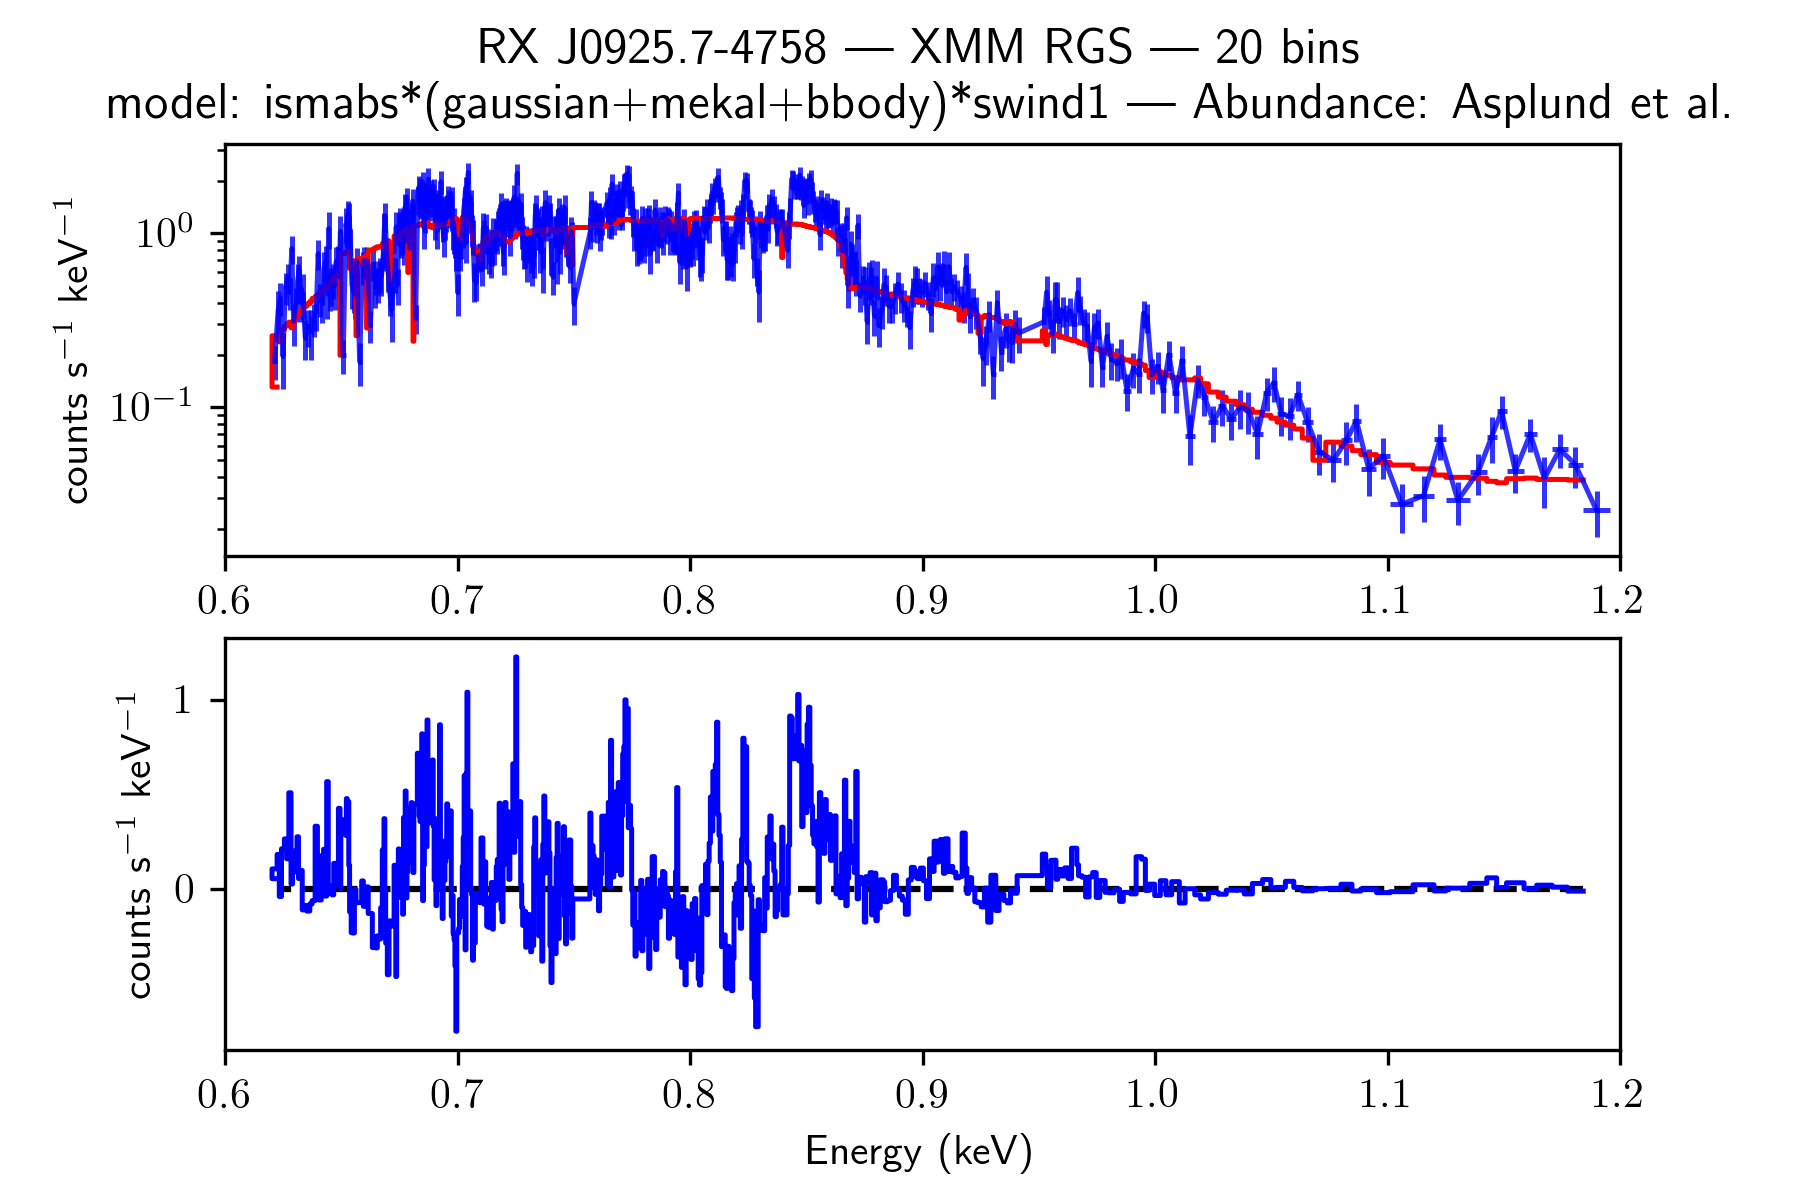 RX J0925.7-4758 — XMM RGS — 20 bins
model: ismabs*(gaussian+mekal+bbody)*swind1 — Abundance: Asplund et al.
counts s⁻¹ keV⁻¹
10⁰
10⁻¹
0.6 0.7 0.8 0.9 1.0 1.1 1.2
counts s⁻¹ keV⁻¹
1
0
0.6 0.7 0.8 0.9 1.0 1.1 1.2
Energy (keV)